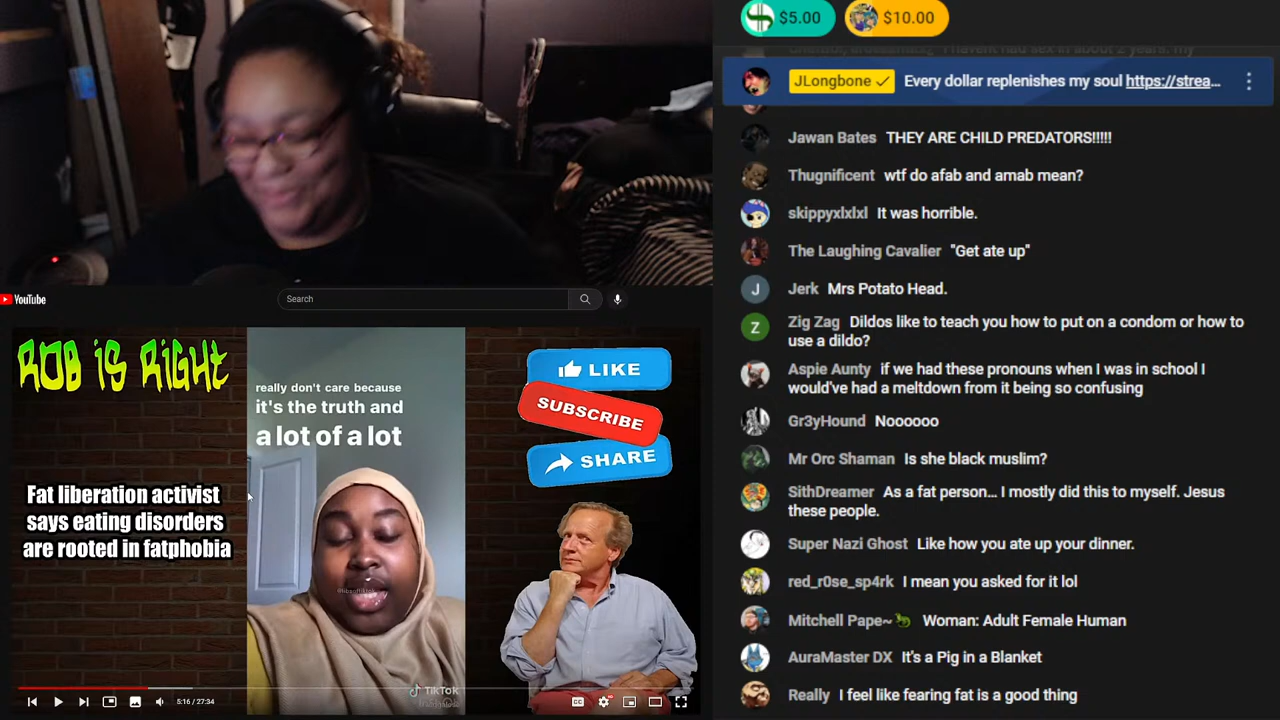 $5.00
$10.00
JLongbone Every dollar replenishes my soul https://strea...
Jawan Bates THEY ARE CHILD PREDATORS!!!!!
Thugnificent wtf do afab and amab mean?
skippyxlxlxl It was horrible.
The Laughing Cavalier "Get ate up"
J
Jerk Mrs Potato Head.
Z
Zig Zag Dildos like to teach you how to put on a condom or how to
use a dildo?
Aspie Aunty if we had these pronouns when I was in school I
would've had a meltdown from it being so confusing
Gr3yHound Noooooo
Mr Orc Shaman Is she black muslim?
SithDreamer As a fat person... I mostly did this to myself. Jesus
these people.
Super Nazi Ghost Like how you ate up your dinner.
red_r0se_sp4rk I mean you asked for it lol
Mitchell Pape~ Woman: Adult Female Human
AuraMaster DX It's a Pig in a Blanket
Really I feel like fearing fat is a good thing
YouTube
Search
ROB iS RiGHT
Fat liberation activist
says eating disorders
are rooted in fatphobia
really don't care because
it's the truth and
a lot of a lot
TikTok
LIKE
SUBSCRIBE
SHARE
5:16 / 27:34
CC